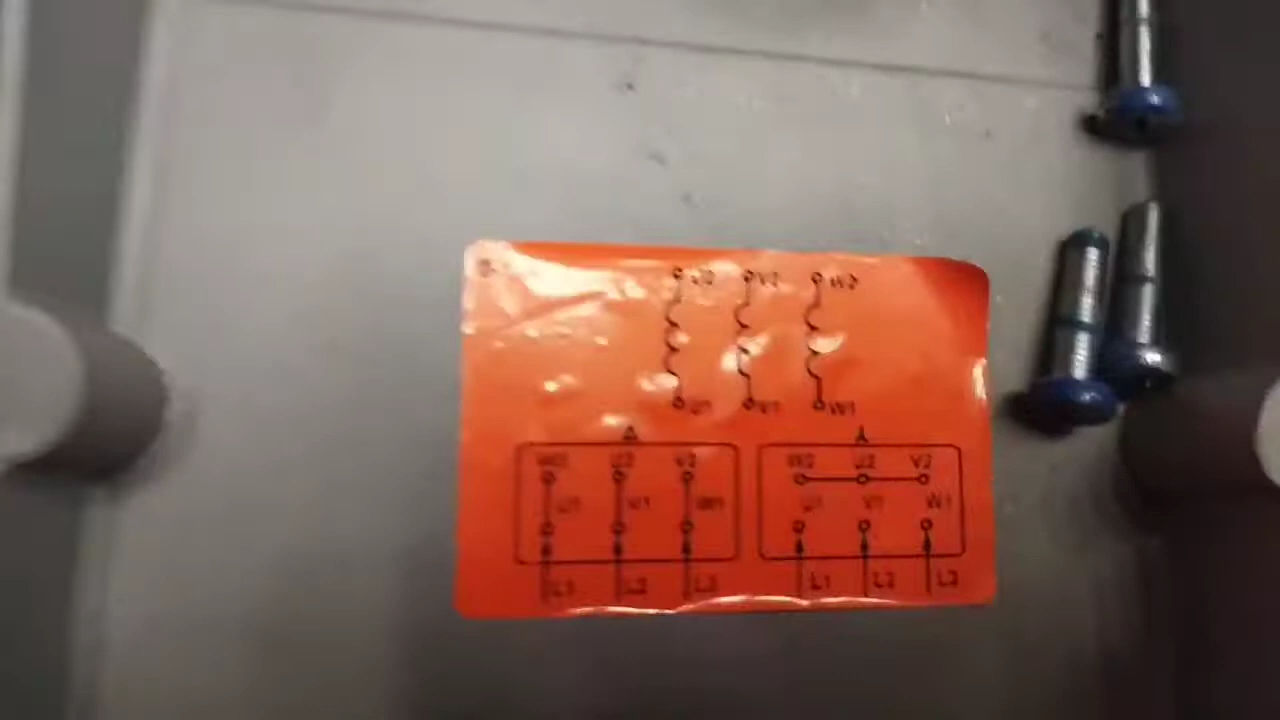 U2 V2 W2
U1 V1 W1
Δ
W2 U2 V2 W2 U2 V2
U1 V1 W1 U1 V1 W1
L1 L2 L3 L1 L2 L3